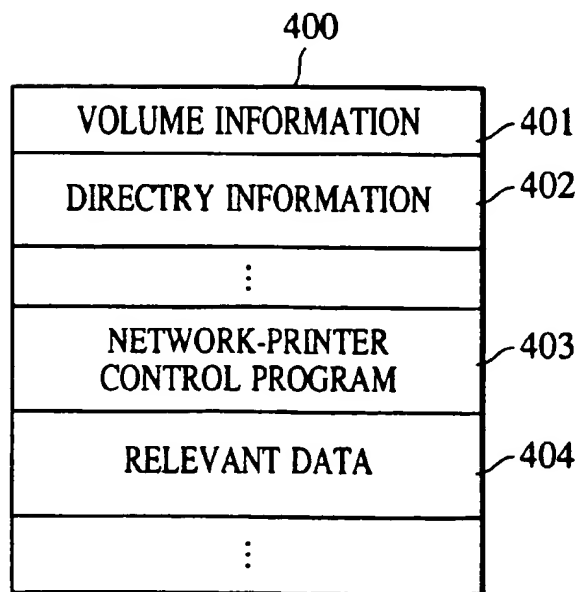 400
VOLUME INFORMATION
401
DIRECTRY INFORMATION
402
⋮
NETWORK-PRINTER
CONTROL PROGRAM
403
RELEVANT DATA
404
⋮